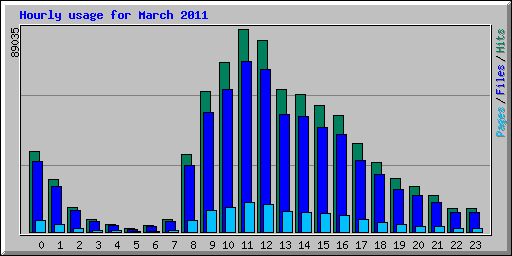 Hourly usage for March 2011
89035
Pages / Files / Hits
0 1 2 3 4 5 6 7 8 9 10 11 12 13 14 15 16 17 18 19 20 21 22 23